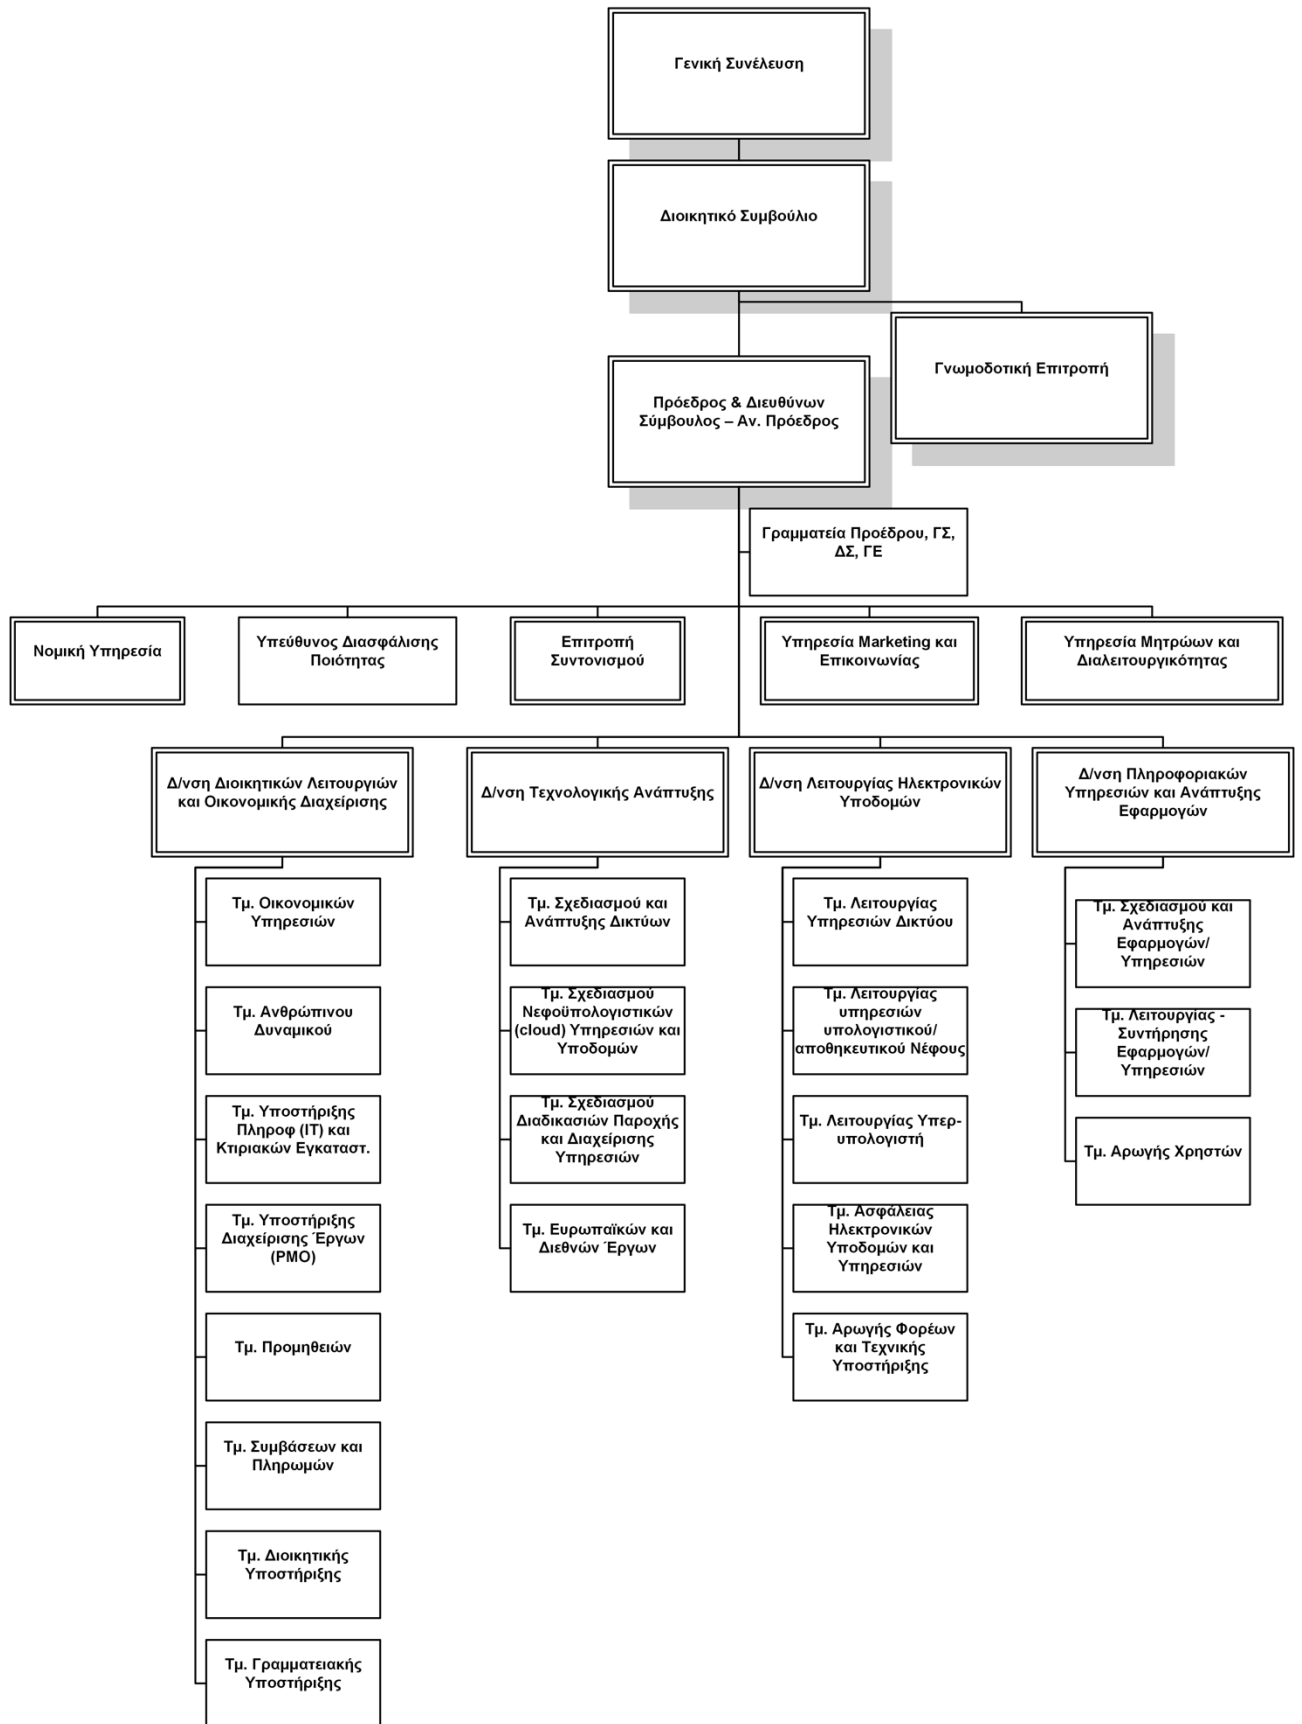 Γενική Συνέλευση
Διοικητικό Συμβούλιο
Γνωμοδοτική Επιτροπή
Πρόεδρος & Διευθύνων
Σύμβουλος – Αν. Πρόεδρος
Γραμματεία Προέδρου, ΓΣ,
ΔΣ, ΓΕ
Νομική Υπηρεσία
Υπεύθυνος Διασφάλισης
Ποιότητας
Επιτροπή
Συντονισμού
Υπηρεσία Marketing και
Επικοινωνίας
Υπηρεσία Μητρώων και
Διαλειτουργικότητας
Δ/νση Διοικητικών Λειτουργιών
και Οικονομικής Διαχείρισης
Δ/νση Τεχνολογικής Ανάπτυξης
Δ/νση Λειτουργίας Ηλεκτρονικών
Υποδομών
Δ/νση Πληροφοριακών
Υπηρεσιών και Ανάπτυξης
Εφαρμογών
Τμ. Οικονομικών
Υπηρεσιών
Τμ. Ανθρώπινου
Δυναμικού
Τμ. Υποστήριξης
Πληροφ (IT) και
Κτιριακών Εγκαταστ.
Τμ. Υποστήριξης
Διαχείρισης Έργων
(PMO)
Τμ. Προμηθειών
Τμ. Συμβάσεων και
Πληρωμών
Τμ. Διοικητικής
Υποστήριξης
Τμ. Γραμματειακής
Υποστήριξης
Τμ. Σχεδιασμού και
Ανάπτυξης Δικτύων
Τμ. Σχεδιασμού
Νεφοϋπολογιστικών
(cloud) Υπηρεσιών και
Υποδομών
Τμ. Σχεδιασμού
Διαδικασιών Παροχής
και Διαχείρισης
Υπηρεσιών
Τμ. Ευρωπαϊκών και
Διεθνών Έργων
Τμ. Λειτουργίας
Υπηρεσιών Δικτύου
Τμ. Λειτουργίας
υπηρεσιών
υπολογιστικού/
αποθηκευτικού Νέφους
Τμ. Λειτουργίας Υπερ-
υπολογιστή
Τμ. Ασφάλειας
Ηλεκτρονικών
Υποδομών και
Υπηρεσιών
Τμ. Αρωγής Φορέων
και Τεχνικής
Υποστήριξης
Τμ. Σχεδιασμού και
Ανάπτυξης
Εφαρμογών/
Υπηρεσιών
Τμ. Λειτουργίας -
Συντήρησης
Εφαρμογών/
Υπηρεσιών
Τμ. Αρωγής Χρηστών